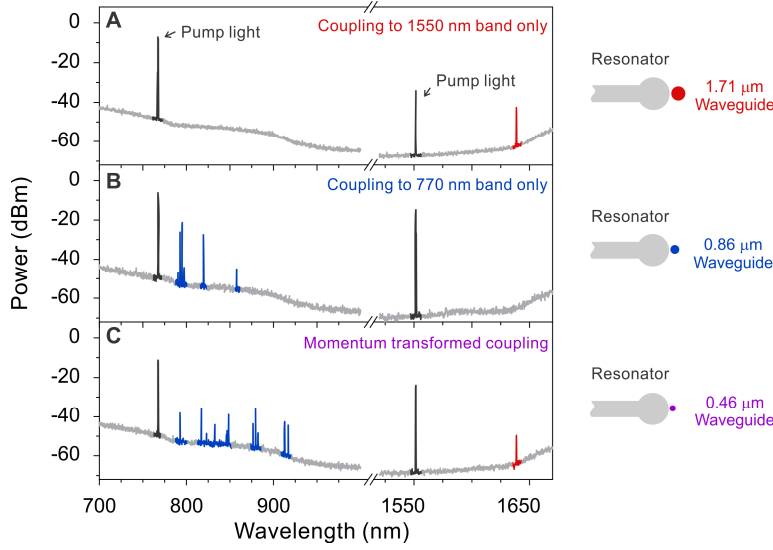 A
Coupling to 1550 nm band only
Pump light
Pump light
0
-20
-40
-60
Resonator
1.71 μm
Waveguide
B
Coupling to 770 nm band only
0
-20
-40
-60
Resonator
0.86 μm
Waveguide
C
Momentum transformed coupling
0
-20
-40
-60
Resonator
0.46 μm
Waveguide
Power (dBm)
700 800 900 1550 1650
Wavelength (nm)